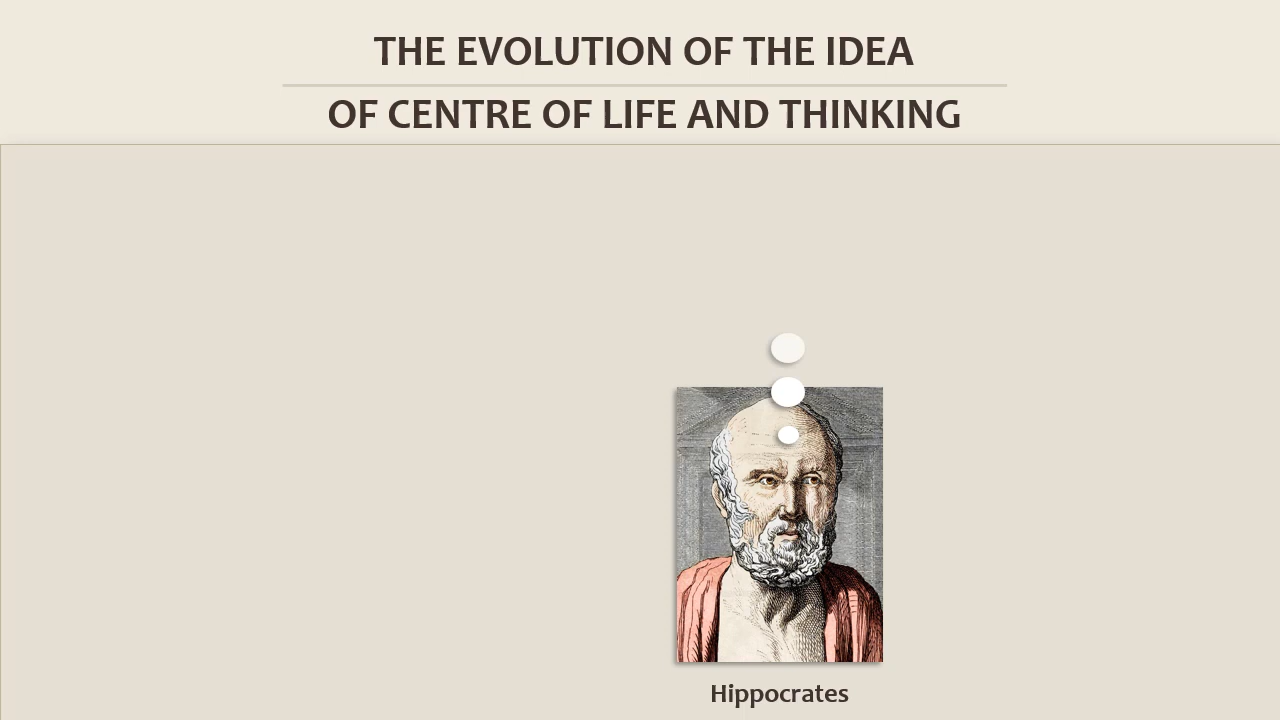 THE EVOLUTION OF THE IDEA
OF CENTRE OF LIFE AND THINKING
Hippocrates